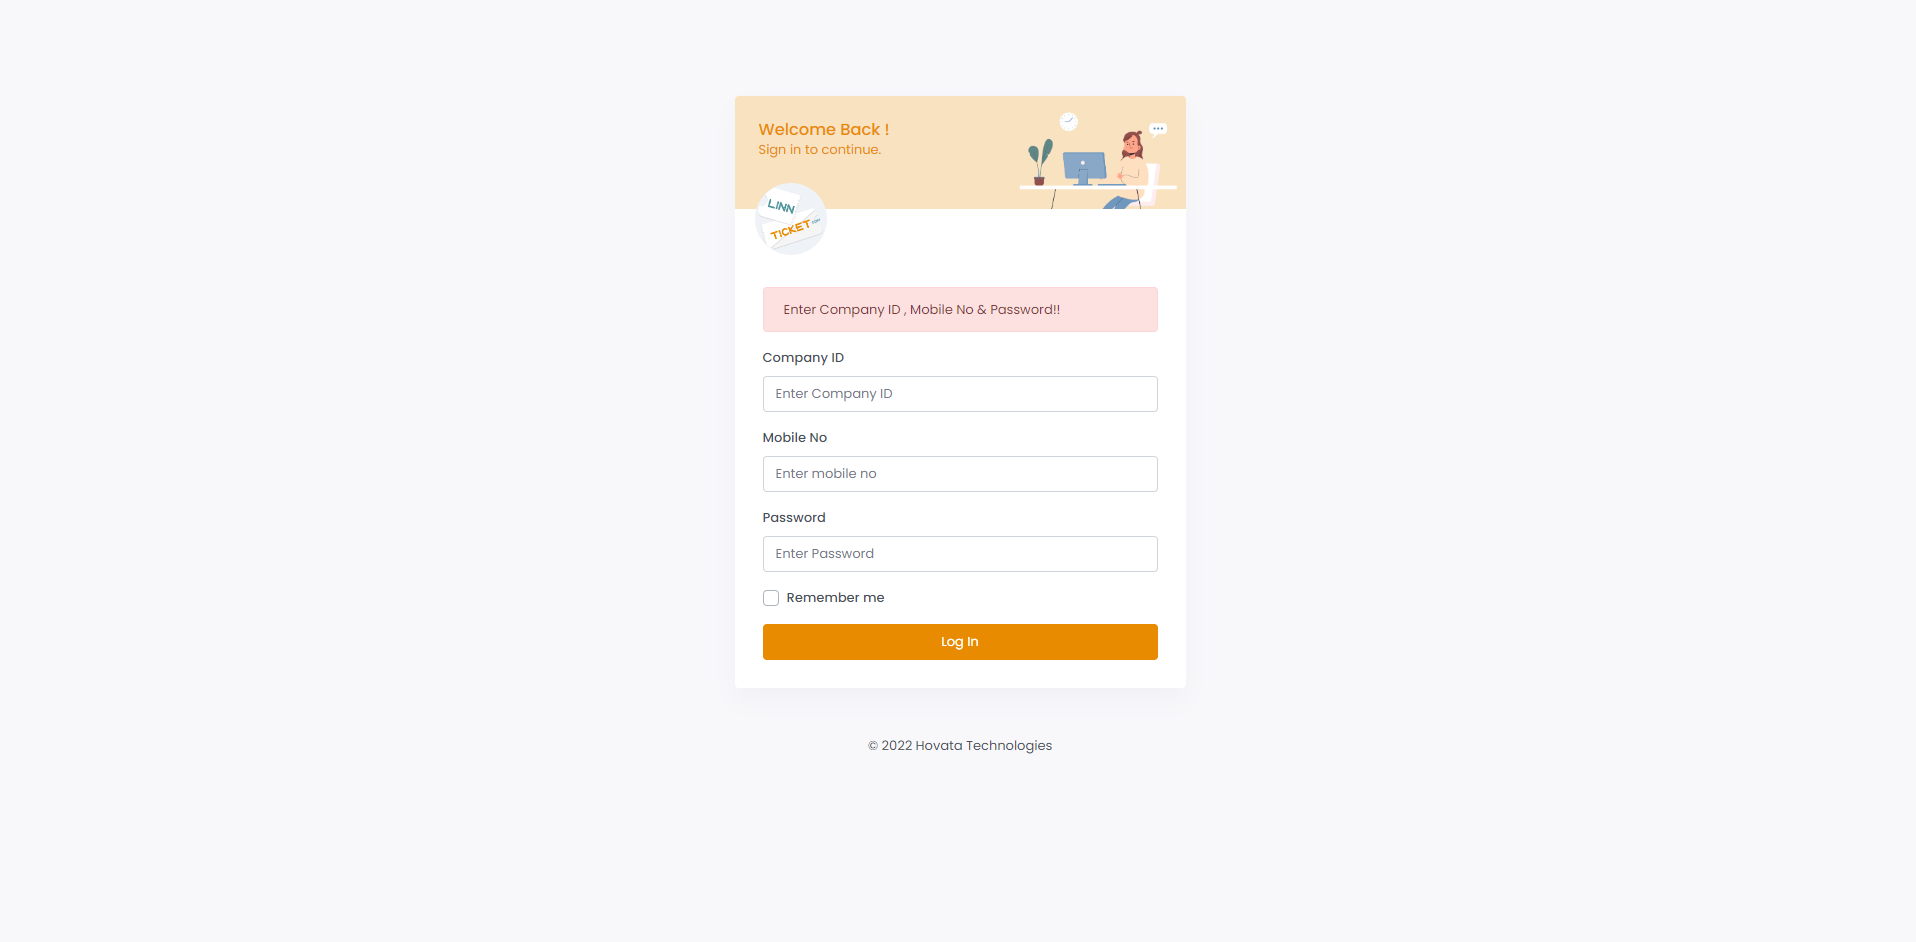 Welcome Back !
Sign in to continue.
LINN
TICKET.com
Enter Company ID , Mobile No & Password!!
Company ID
Enter Company ID
Mobile No
Enter mobile no
Password
Enter Password
Remember me
Log In
© 2022 Hovata Technologies